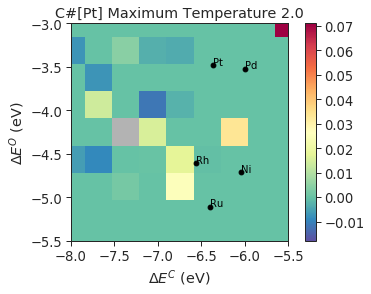 C#[Pt] Maximum Temperature 2.0
ΔE^O (eV)
−3.0
−3.5
−4.0
−4.5
−5.0
−5.5
Pt
Pd
Rh
Ni
Ru
−8.0 −7.5 −7.0 −6.5 −6.0 −5.5
ΔE^C (eV)
0.07
0.06
0.05
0.04
0.03
0.02
0.01
0.00
−0.01